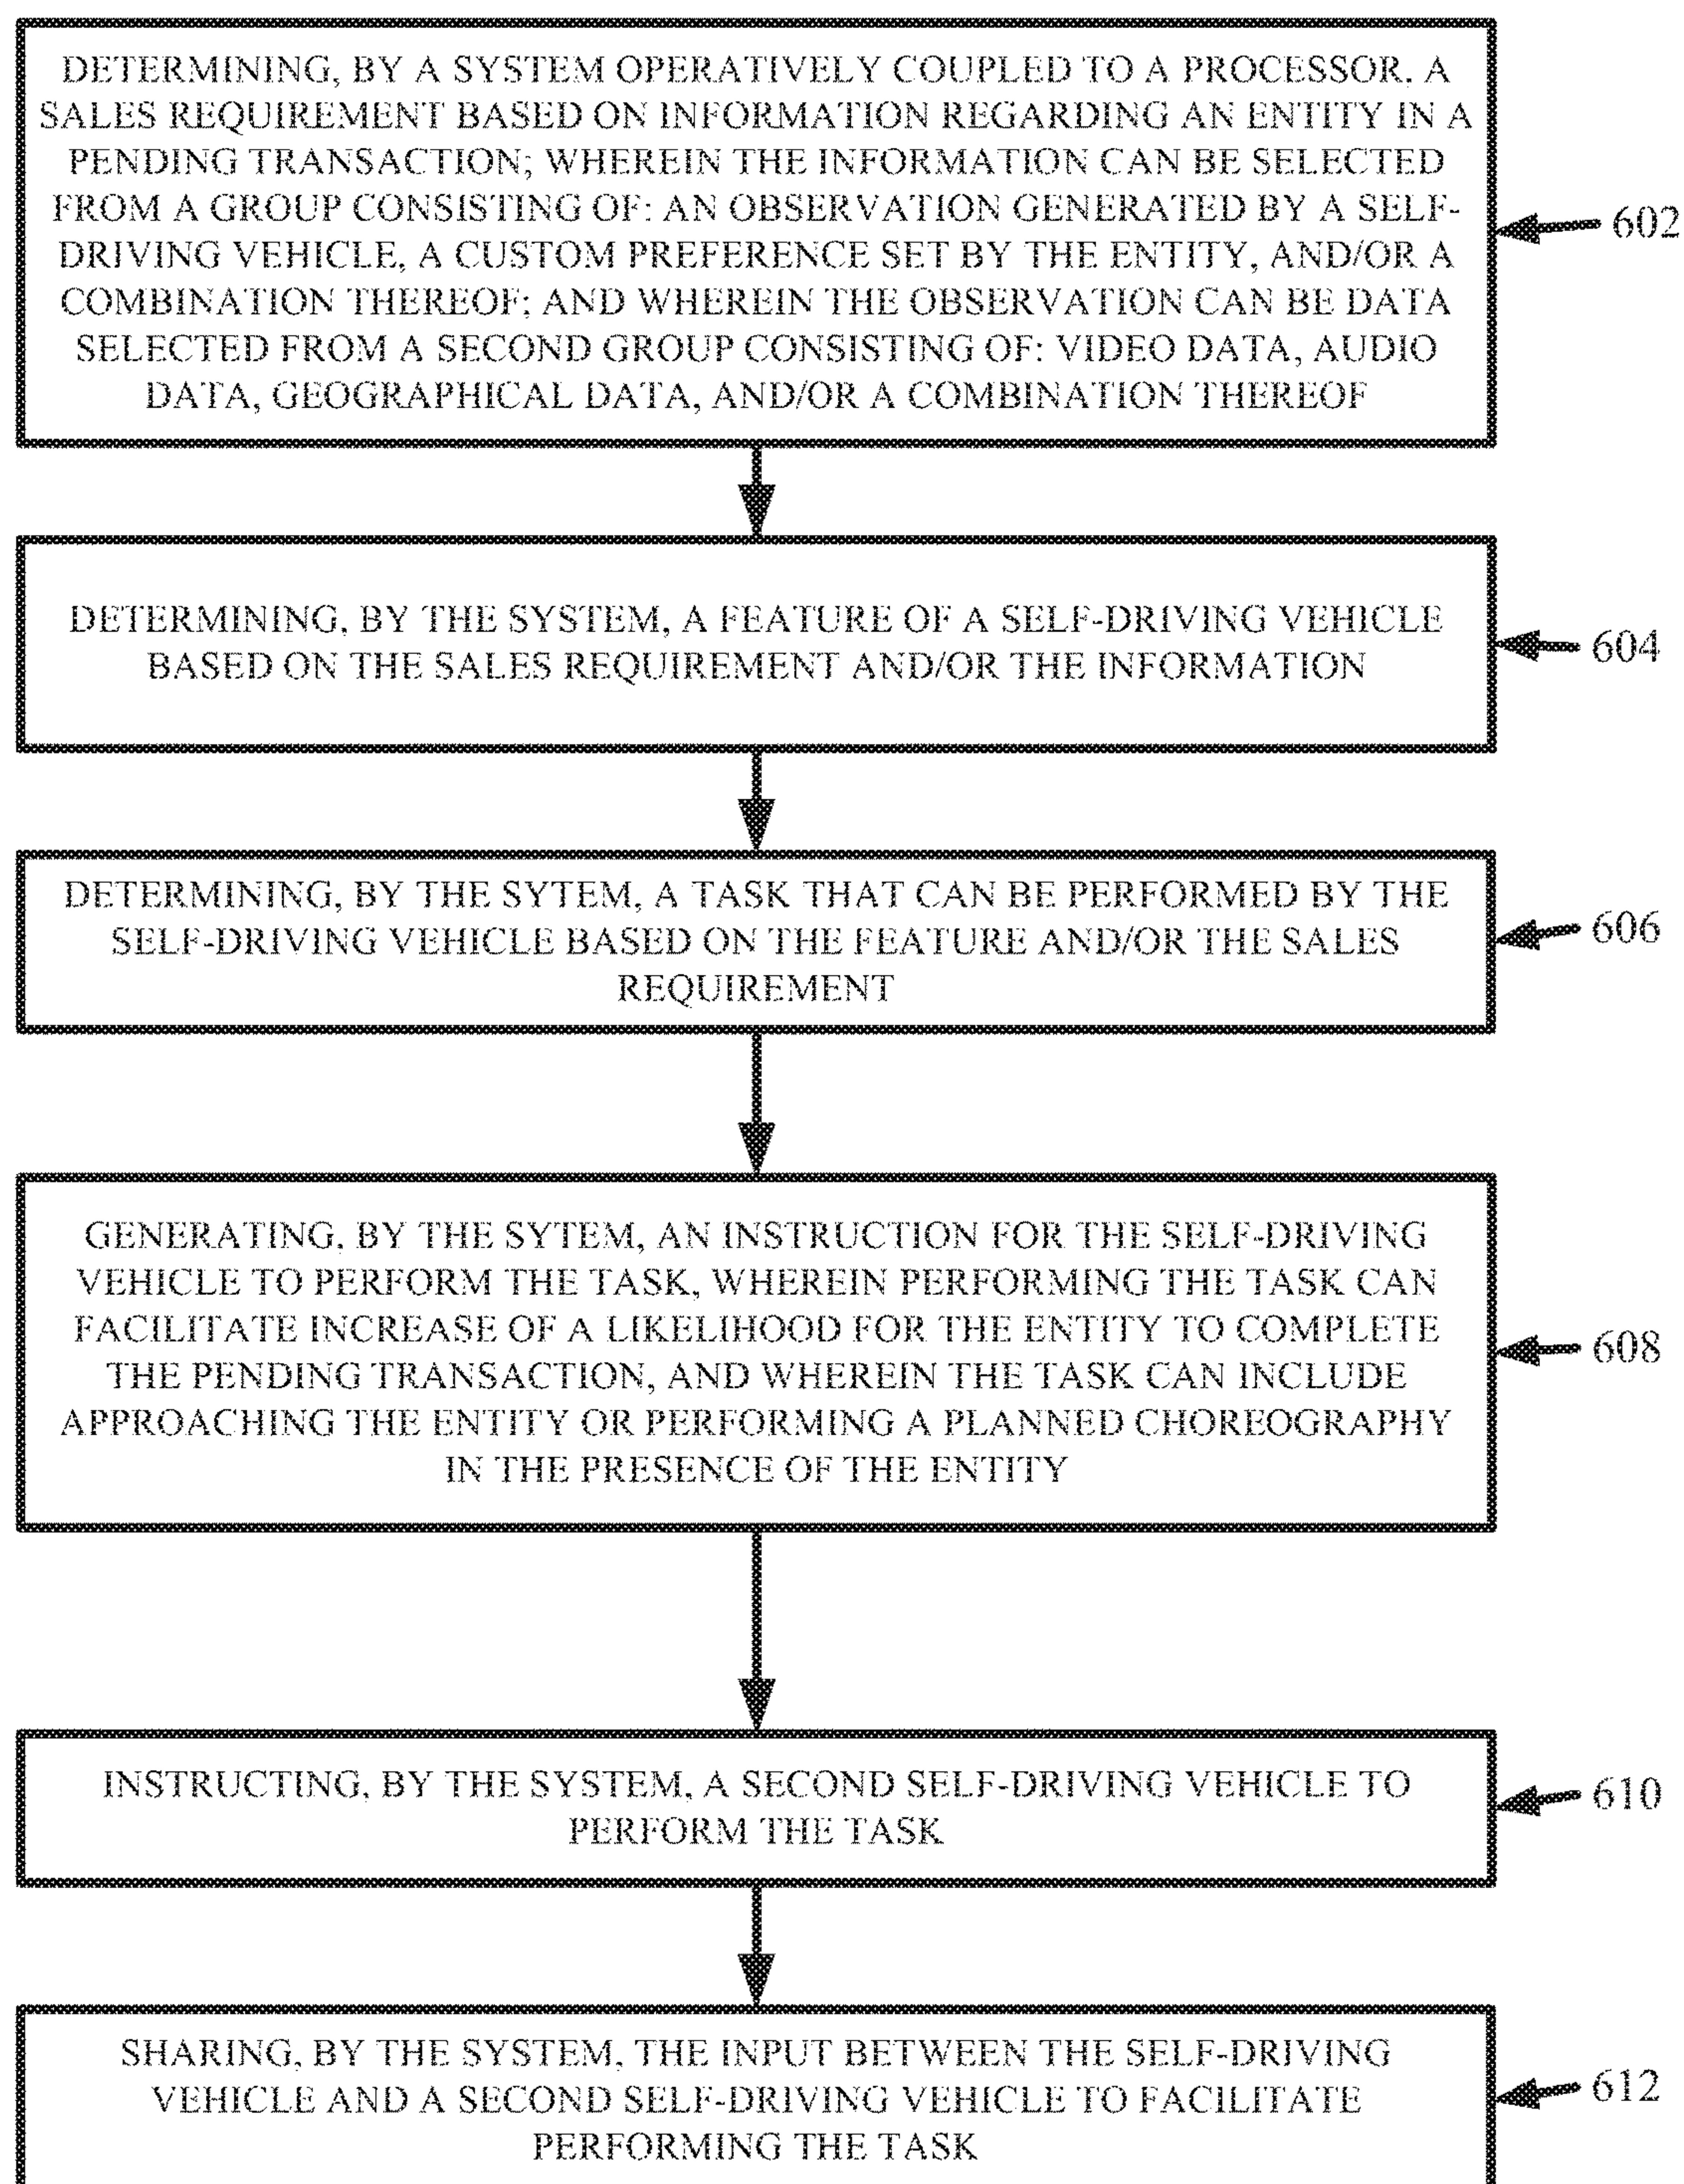 DETERMINING, BY A SYSTEM OPERATIVELY COUPLED TO A PROCESSOR, A
SALES REQUIREMENT BASED ON INFORMATION REGARDING AN ENTITY IN A
PENDING TRANSACTION; WHEREIN THE INFORMATION CAN BE SELECTED
FROM A GROUP CONSISTING OF: AN OBSERVATION GENERATED BY A SELF-
DRIVING VEHICLE, A CUSTOM PREFERENCE SET BY THE ENTITY, AND/OR A
COMBINATION THEREOF; AND WHEREIN THE OBSERVATION CAN BE DATA
SELECTED FROM A SECOND GROUP CONSISTING OF: VIDEO DATA, AUDIO
DATA, GEOGRAPHICAL DATA, AND/OR A COMBINATION THEREOF
602
DETERMINING, BY THE SYSTEM, A FEATURE OF A SELF-DRIVING VEHICLE
BASED ON THE SALES REQUIREMENT AND/OR THE INFORMATION
604
DETERMINING, BY THE SYTEM, A TASK THAT CAN BE PERFORMED BY THE
SELF-DRIVING VEHICLE BASED ON THE FEATURE AND/OR THE SALES
REQUIREMENT
606
GENERATING, BY THE SYTEM, AN INSTRUCTION FOR THE SELF-DRIVING
VEHICLE TO PERFORM THE TASK, WHEREIN PERFORMING THE TASK CAN
FACILITATE INCREASE OF A LIKELIHOOD FOR THE ENTITY TO COMPLETE
THE PENDING TRANSACTION, AND WHEREIN THE TASK CAN INCLUDE
APPROACHING THE ENTITY OR PERFORMING A PLANNED CHOREOGRAPHY
IN THE PRESENCE OF THE ENTITY
608
INSTRUCTING, BY THE SYSTEM, A SECOND SELF-DRIVING VEHICLE TO
PERFORM THE TASK
610
SHARING, BY THE SYSTEM, THE INPUT BETWEEN THE SELF-DRIVING
VEHICLE AND A SECOND SELF-DRIVING VEHICLE TO FACILITATE
PERFORMING THE TASK
612